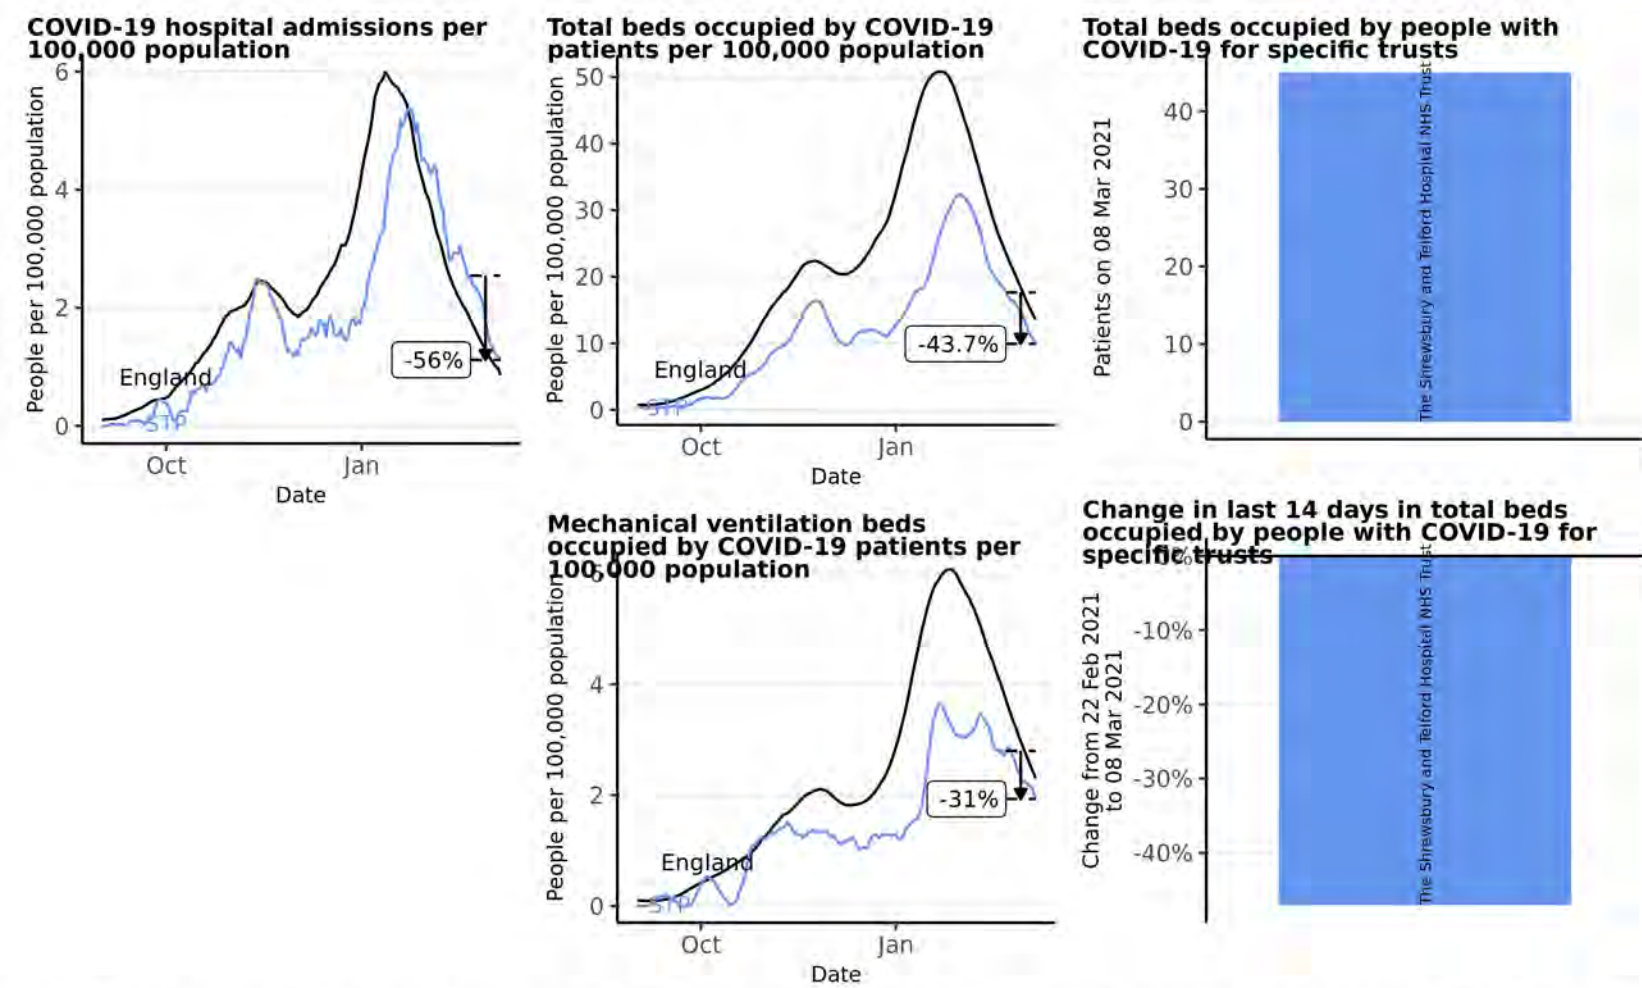 COVID-19 hospital admissions per
100,000 population
People per 100,000 population
6
4
2
0
England
STP
-56%
Oct
Jan
Date
Total beds occupied by COVID-19
patients per 100,000 population
People per 100,000 population
50
40
30
20
10
0
England
STP
-43.7%
Oct
Jan
Date
Total beds occupied by people with
COVID-19 for specific trusts
Patients on 08 Mar 2021
40
30
20
10
0
The Shrewsbury and Telford Hospital NHS Trust
Mechanical ventilation beds
occupied by COVID-19 patients per
100,000 population
People per 100,000 population
6
4
2
0
England
STP
-31%
Oct
Jan
Date
Change in last 14 days in total beds
occupied by people with COVID-19 for
specific trusts
Change from 22 Feb 2021
to 08 Mar 2021
0%
-10%
-20%
-30%
-40%
The Shrewsbury and Telford Hospital NHS Trust